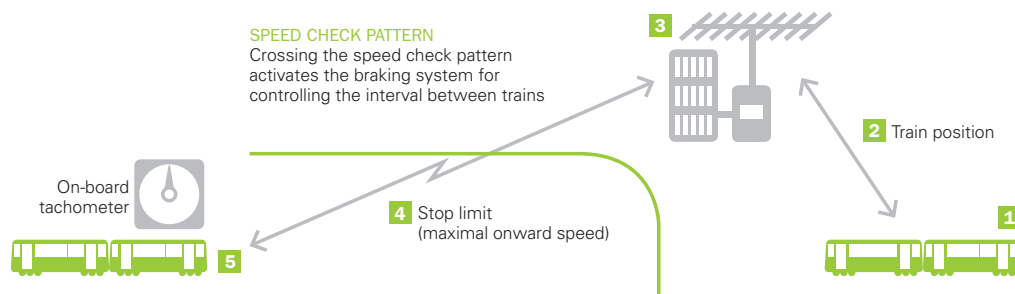 SPEED CHECK PATTERN
Crossing the speed check pattern
activates the braking system for
controlling the interval between trains
3
2 Train position
On-board
tachometer
4 Stop limit
(maximal onward speed)
1
5